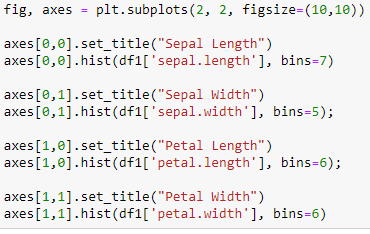 fig, axes = plt.subplots(2, 2, figsize=(10,10))
axes[0,0].set_title("Sepal Length")
axes[0,0].hist(df1['sepal.length'], bins=7)
axes[0,1].set_title("Sepal Width")
axes[0,1].hist(df1['sepal.width'], bins=5);
axes[1,0].set_title("Petal Length")
axes[1,0].hist(df1['petal.length'], bins=6);
axes[1,1].set_title("Petal Width")
axes[1,1].hist(df1['petal.width'], bins=6)